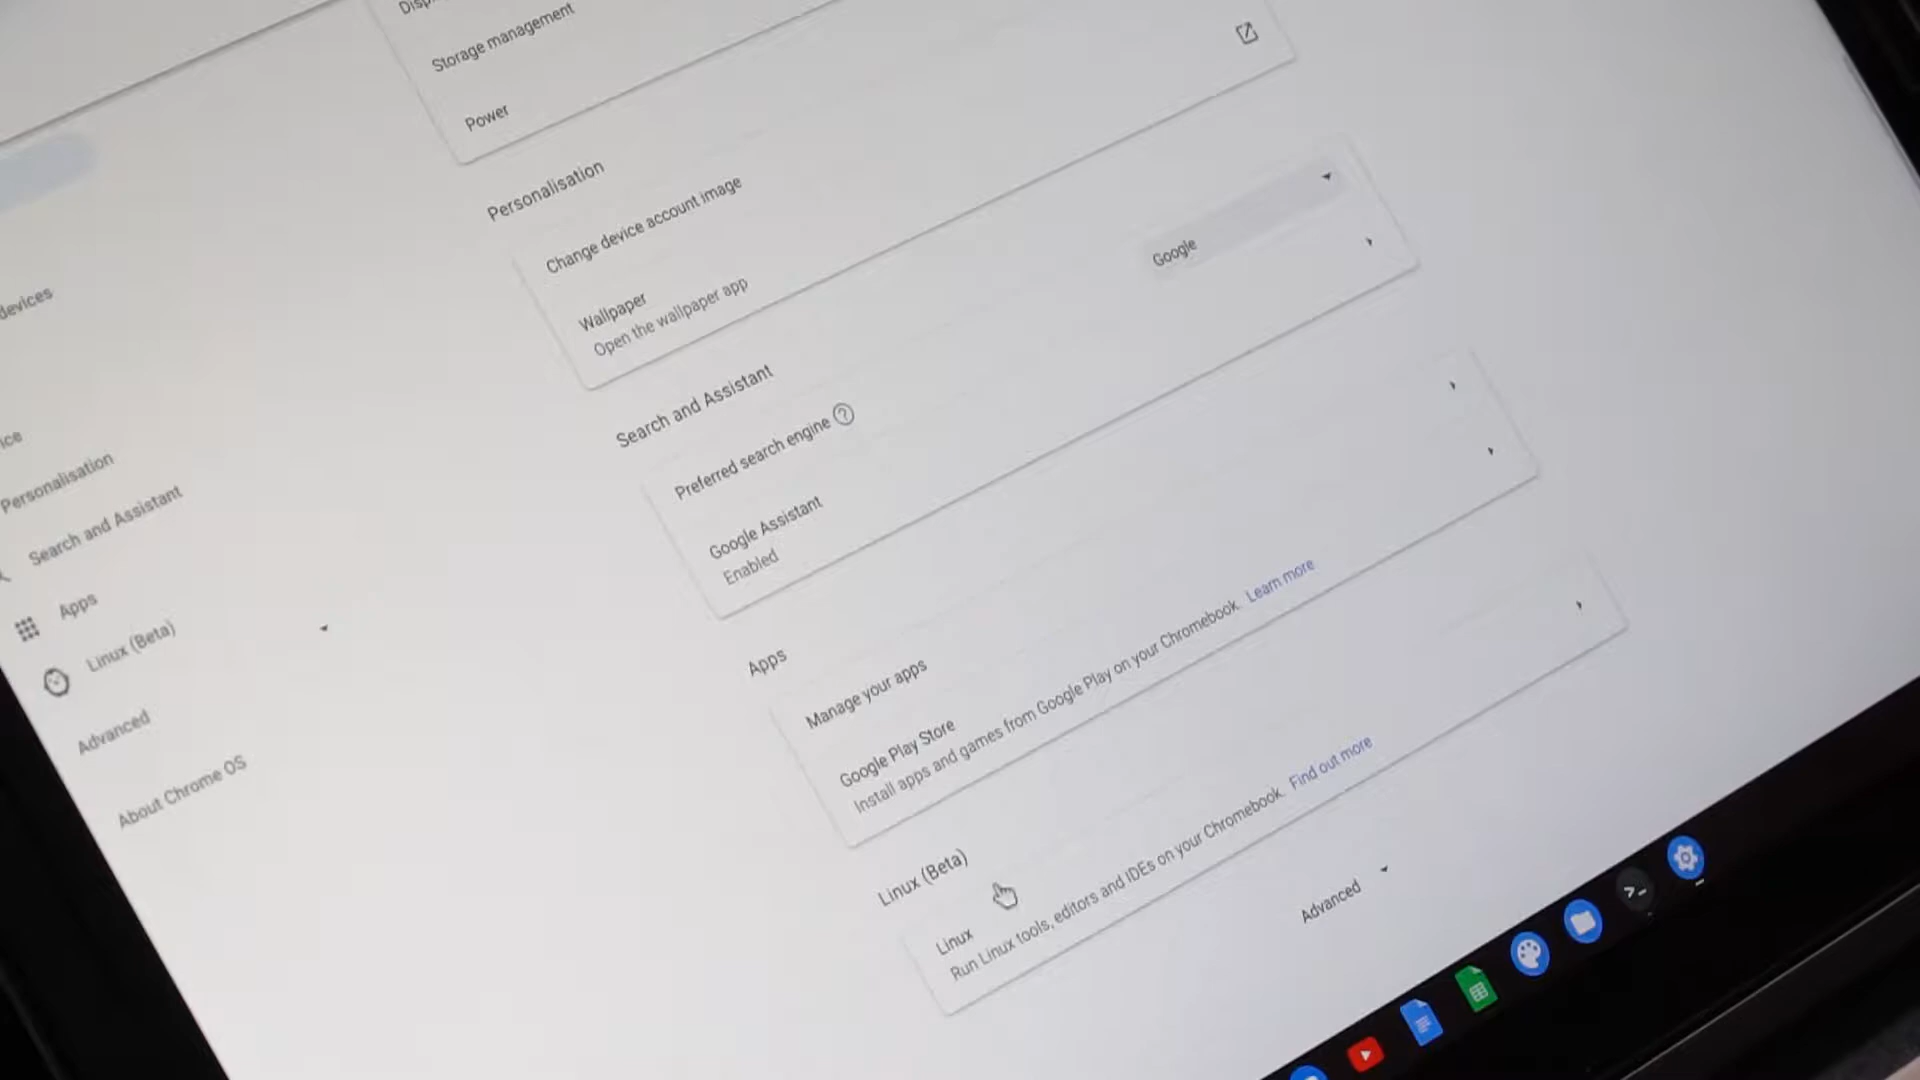 Storage management
Power
Personalisation
Change device account image
Wallpaper
Open the wallpaper app
Search and Assistant
Preferred search engine
Google
Google Assistant
Enabled
Apps
Manage your apps
Google Play Store
Install apps and games from Google Play on your Chromebook. Learn more
Linux (Beta)
Linux
Run Linux tools, editors and IDEs on your Chromebook. Find out more
Advanced
devices
Personalisation
Search and Assistant
Apps
Linux (Beta)
Advanced
About Chrome OS